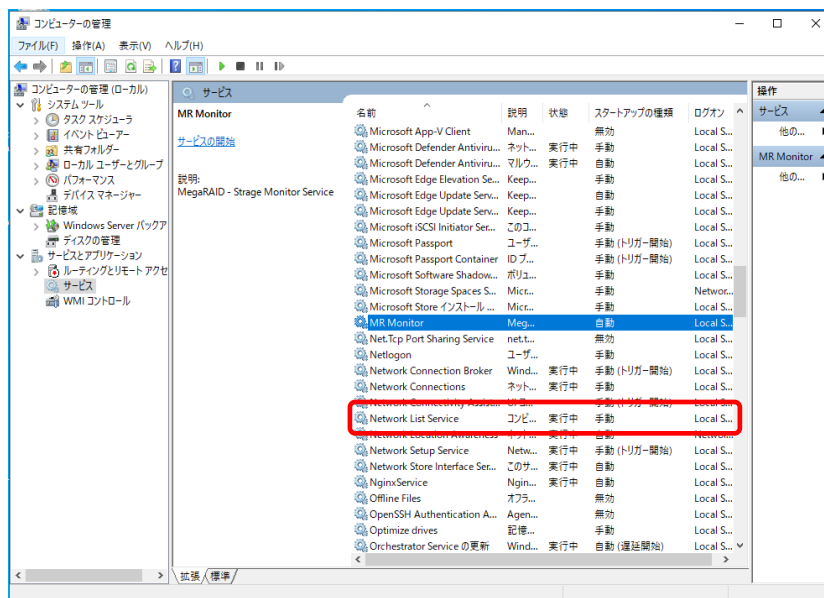 コンピューターの管理
ファイル(F) 操作(A) 表示(V) ヘルプ(H)
コンピューターの管理 (ローカル)
システム ツール
タスク スケジューラ
イベント ビューアー
共有フォルダー
ローカル ユーザーとグループ
パフォーマンス
デバイス マネージャー
記憶域
Windows Server バックア
ディスクの管理
サービスとアプリケーション
ルーティングとリモート アクセ
サービス
WMI コントロール
サービス
MR Monitor
サービスの開始
説明:
MegaRAID - Strage Monitor Service
名前 説明 状態 スタートアップの種類 ログオン
Microsoft App-V Client Man... 無効 Local S...
Microsoft Defender Antiviru... ネット... 実行中 手動 Local S...
Microsoft Defender Antiviru... マルウ... 実行中 自動 Local S...
Microsoft Edge Elevation Se... Keep... 手動 Local S...
Microsoft Edge Update Serv... Keep... 自動 Local S...
Microsoft Edge Update Serv... Keep... 手動 Local S...
Microsoft iSCSI Initiator Ser... このコ... 手動 Local S...
Microsoft Passport ユーザ... 手動 (トリガー開始) Local S...
Microsoft Passport Container ID プ... 手動 (トリガー開始) Local S...
Microsoft Software Shadow... ボリュ... 手動 Local S...
Microsoft Storage Spaces S... Micr... 手動 Networ...
Microsoft Store インストール ... Micr... 手動 Local S...
MR Monitor Meg... 自動 Local S...
Net.Tcp Port Sharing Service net.t... 無効 Local S...
Netlogon ユーザ... 手動 Local S...
Network Connection Broker Wind... 実行中 手動 (トリガー開始) Local S...
Network Connections ネット... 実行中 手動 Local S...
Network Connectivity Assist... 手動 (トリガー開始) Local S...
Network List Service コンピ... 実行中 手動 Local S...
Network Location Awareness ネット... 実行中 自動 Networ...
Network Setup Service Netw... 実行中 手動 (トリガー開始) Local S...
Network Store Interface Ser... このサ... 実行中 自動 Local S...
NginxService Ngin... 実行中 自動 Local S...
Offline Files オフラ... 無効 Local S...
OpenSSH Authentication A... Agen... 無効 Local S...
Optimize drives 記憶... 手動 Local S...
Orchestrator Service の更新 Wind... 実行中 自動 (遅延開始) Local S...
拡張 標準
操作
サービス
他の...
MR Monitor
他の...